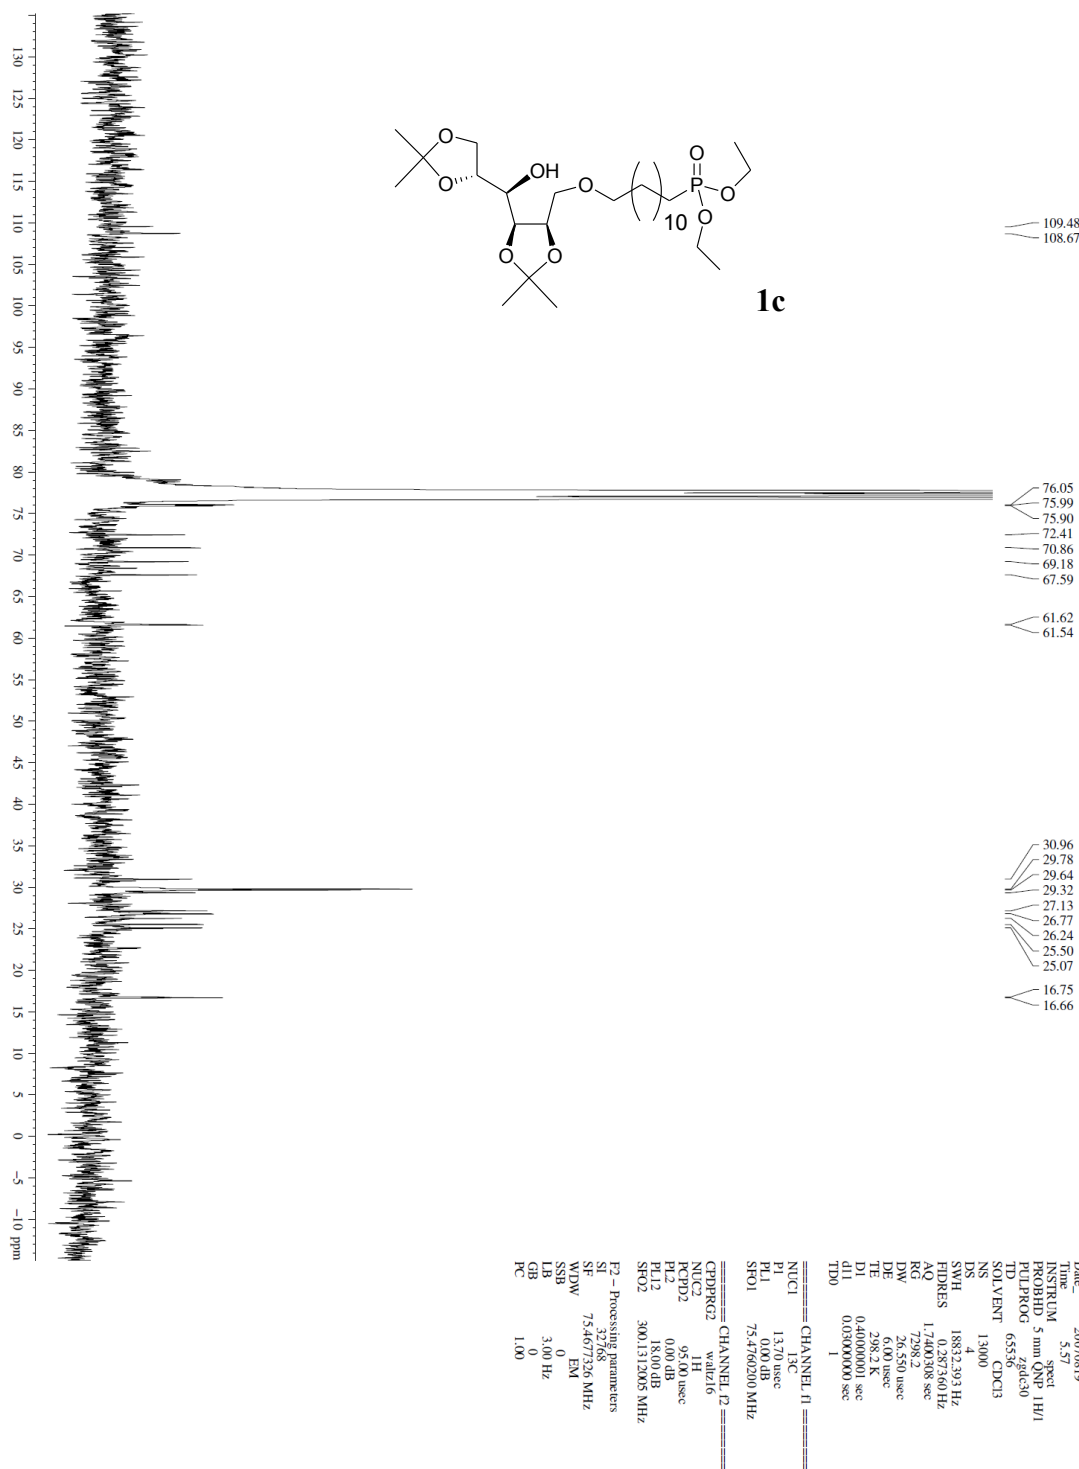 O
O
OH
O
O
O
10
O
P
O
O
1c
109.48
108.67
76.05
75.99
75.90
72.41
70.86
69.18
67.59
61.62
61.54
30.96
29.78
29.64
29.32
27.13
26.77
26.24
25.50
25.07
16.75
16.66
130
125
120
115
110
105
100
95
90
85
80
75
70
65
60
55
50
45
40
35
30
25
20
15
10
5
0
−5
−10 ppm
Time 5.57
INSTRUM spect
PROBHD 5 mm QNP 1H/1
PULPROG zgdc30
TD 65536
SOLVENT CDCl3
NS 13000
DS 4
SWH 18832.393 Hz
FIDRES 0.287360 Hz
AQ 1.7400308 sec
RG 7298.2
DW 26.550 usec
DE 6.00 usec
TE 298.2 K
D1 0.40000001 sec
d11 0.03000000 sec
TD0 1
======== CHANNEL f1 ========
NUC1 13C
P1 13.70 usec
PL1 0.00 dB
SFO1 75.4760200 MHz
======== CHANNEL f2 ========
CPDPRG2 waltz16
NUC2 1H
PCPD2 95.00 usec
PL2 0.00 dB
PL12 18.00 dB
SFO2 300.1312005 MHz
F2 − Processing parameters
SI 32768
SF 75.4677326 MHz
WDW EM
SSB 0
LB 3.00 Hz
GB 0
PC 1.00